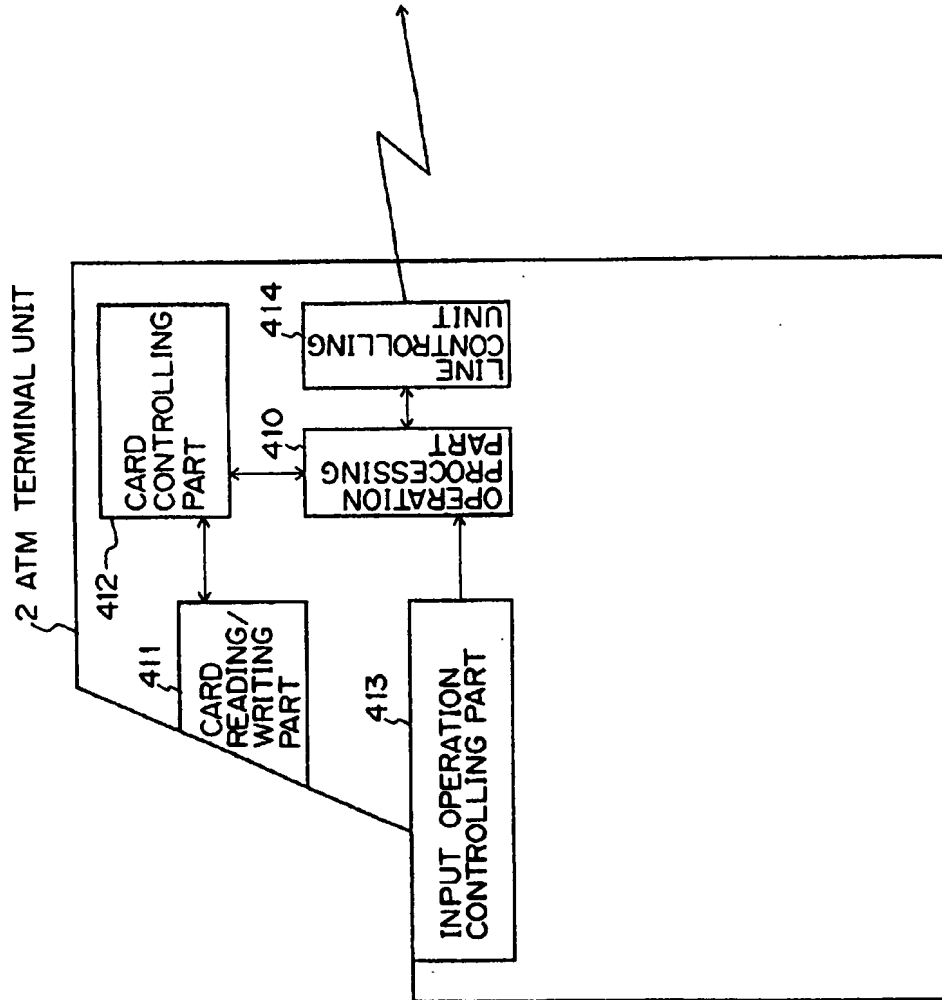 2 ATM TERMINAL UNIT
412
CARD
CONTROLLING
PART
411
CARD
READING/
WRITING
PART
414
LINE
CONTROLLING
UNIT
410
OPERATION
PROCESSING
PART
413
INPUT OPERATION
CONTROLLING PART